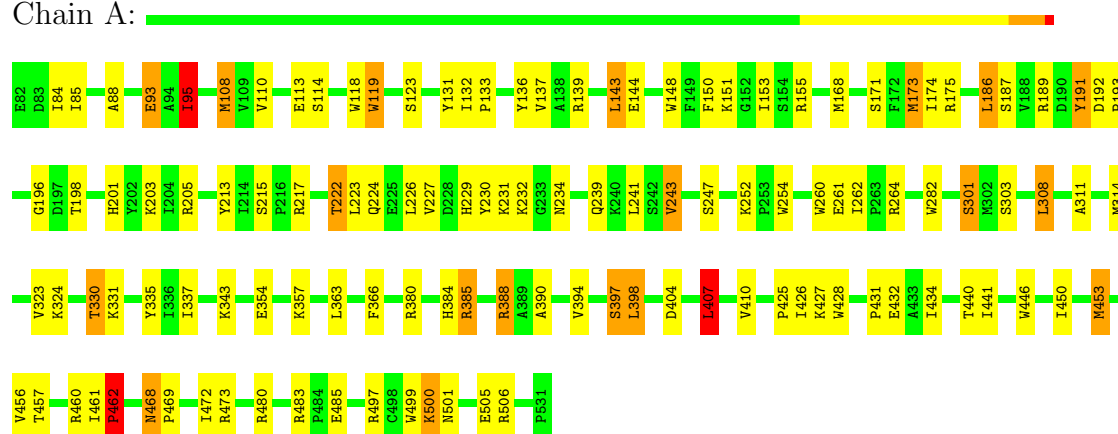 Chain A:
E82 D83 I84 I85 A88 E93 A94 I95 M108 V109 V110 E113 S114 W118 W119 S123 Y131 I132 P133 Y136 V137 A138 R139 L143 E144 W148 F149 F150 K151 G152 I153 S154 R155 M168 S171 F172 M173 I174 R175 L186 S187 V188 R189 D190 Y191 D192
G196 D197 T198 H201 Y202 K203 I204 R205 Y213 I214 S215 P216 R217 T222 L223 Q224 E225 L226 V227 D228 H229 Y230 K231 K232 G233 N234 Q239 K240 L241 S242 V243 S247 K252 P253 W254 W260 E261 I262 P263 R264 W282 S301 M302 S303 L308 A311
V323 K324 T330 K331 Y335 I336 I337 K343 E354 K357 L363 F366 R380 H384 R385 R388 A389 A390 V394 S397 L398 D404 L407 V410 P425 I426 K427 W428 P431 E432 A433 I434 T440 I441 W446 I450 M453
V456 T457 R460 I461 P462 N468 P469 I472 R473 R480 R483 P484 E485 R497 C498 W499 K500 N501 E505 R506 P531